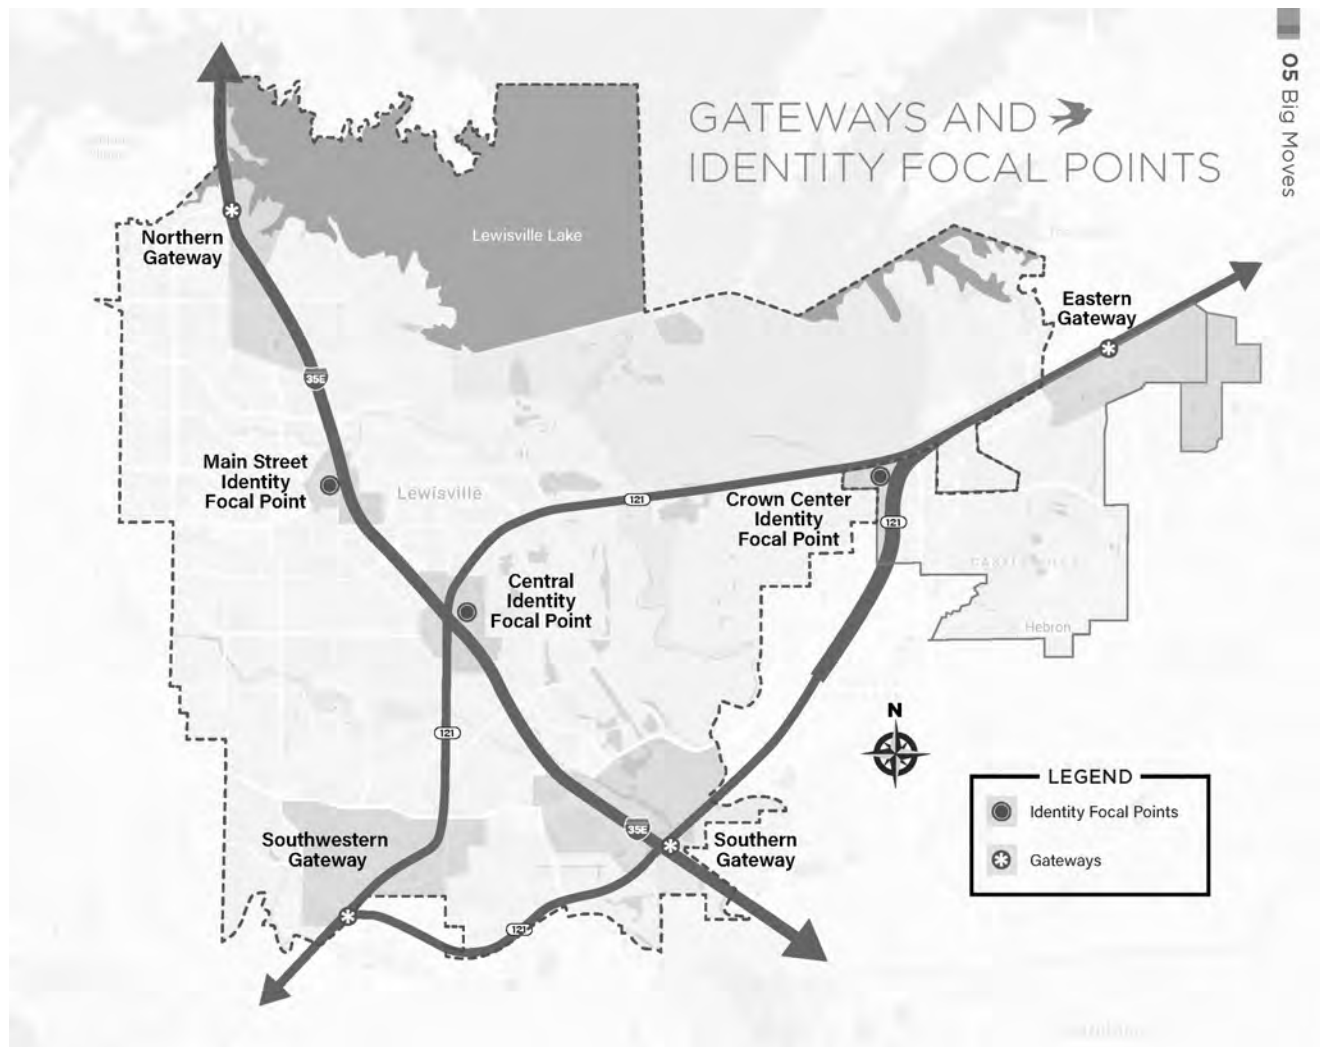 05 Big Moves
GATEWAYS AND
IDENTITY FOCAL POINTS
Lewisville Lake
Northern
Gateway
Eastern
Gateway
35E
Main Street
Identity
Focal Point
Lewisville
121
Crown Center
Identity
Focal Point
121
Central
Identity
Focal Point
Hebron
121
N
LEGEND
Identity Focal Points
Gateways
35E
Southwestern
Gateway
Southern
Gateway
121